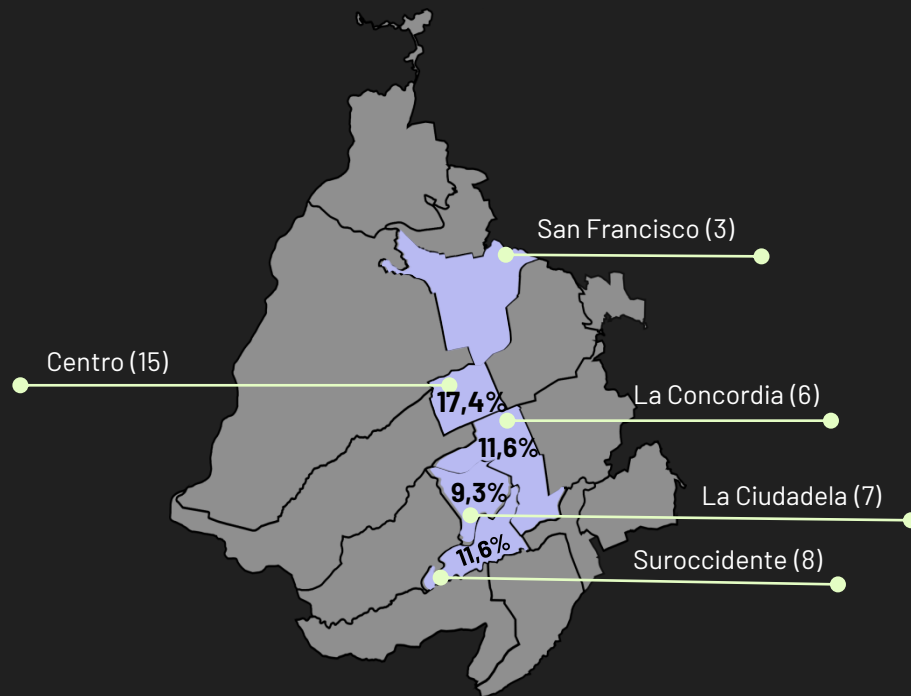 San Francisco (3)
Centro (15)
17,4%
La Concordia (6)
11,6%
9,3%
La Ciudadela (7)
11,6%
Suroccidente (8)